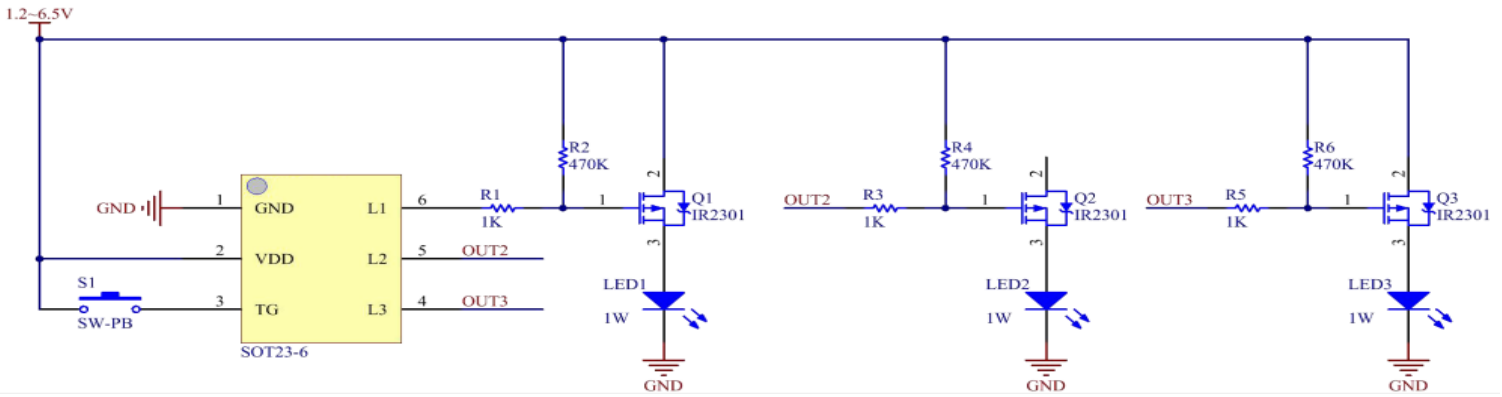 1.2~6.5V
R2
470K
R4
470K
R6
470K
2
2
2
GND
1
GND
L1
6
R1
1K
1
Q1
IR2301
OUT2
R3
1K
1
Q2
IR2301
OUT3
R5
1K
1
Q3
IR2301
2
VDD
L2
5
OUT2
3
3
3
S1
SW-PB
3
TG
L3
4
OUT3
LED1
1W
LED2
1W
LED3
1W
SOT23-6
GND
GND
GND